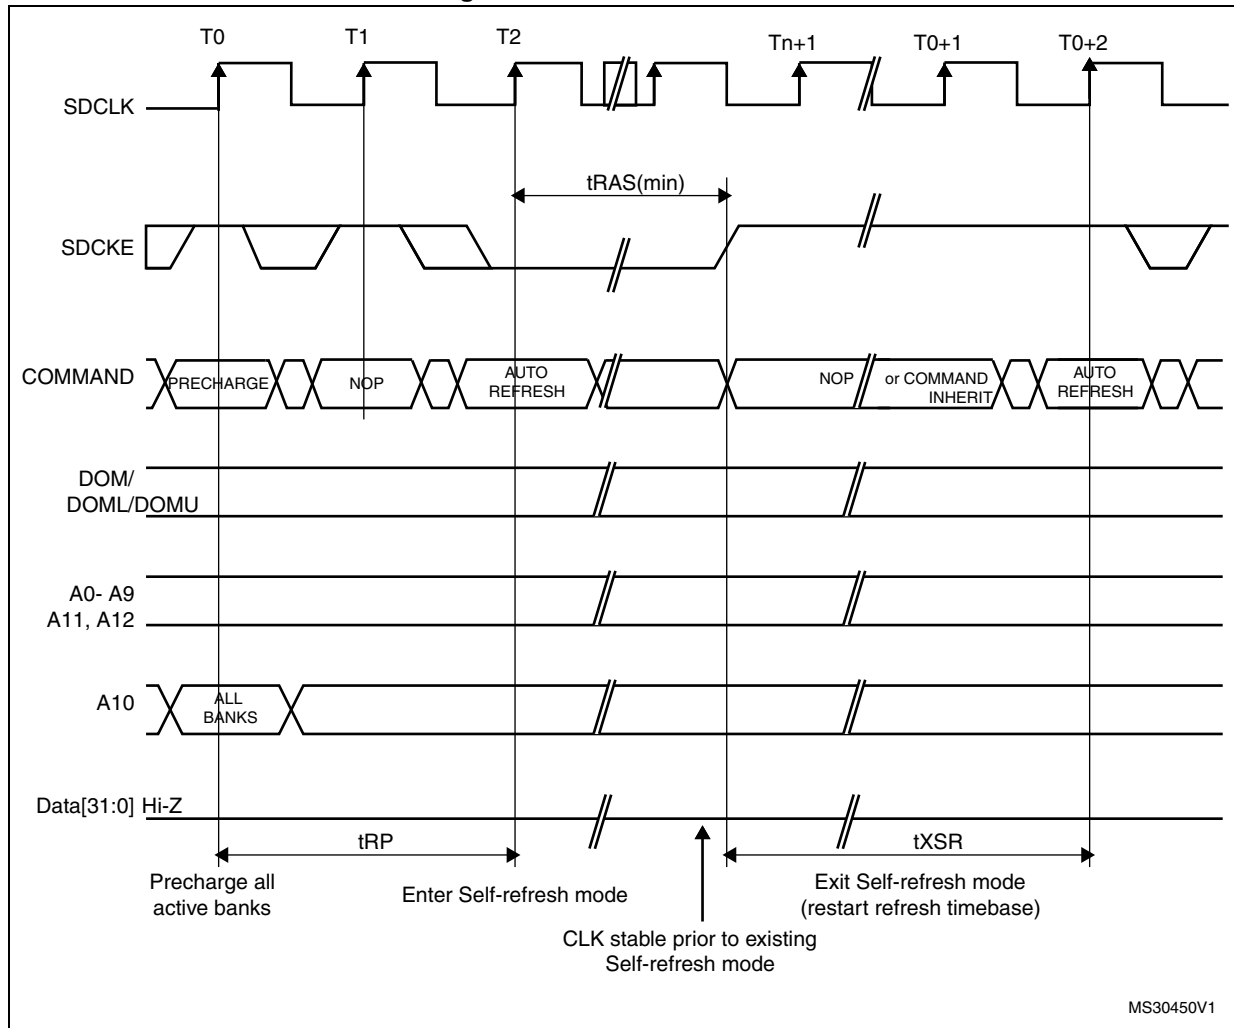 T0 T1 T2 Tn+1 T0+1 T0+2
SDCLK
tRAS(min)
SDCKE
COMMAND PRECHARGE NOP AUTO REFRESH NOP or COMMAND INHERIT AUTO REFRESH
DOM/
DOML/DOMU
A0- A9
A11, A12
A10 ALL BANKS
Data[31:0] Hi-Z
tRP tXSR
Precharge all
active banks
Enter Self-refresh mode
Exit Self-refresh mode
(restart refresh timebase)
CLK stable prior to existing
Self-refresh mode
MS30450V1